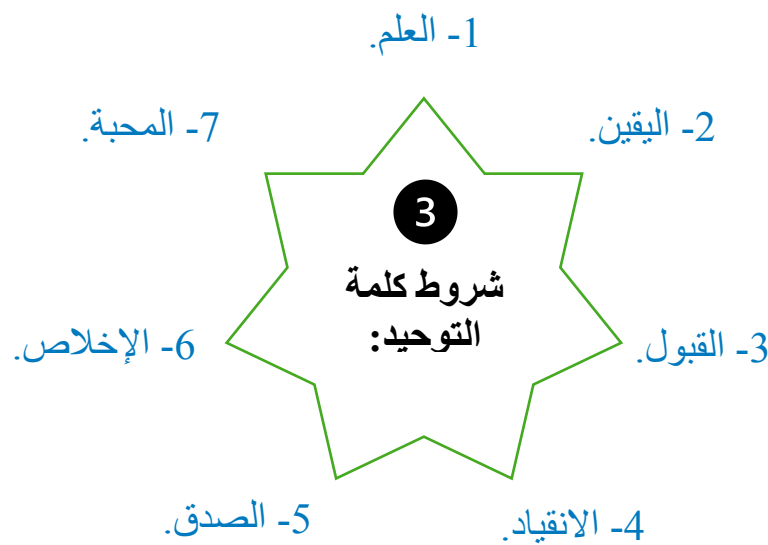 3
شروط كلمة
التوحيد:
1- العلم.
2- اليقين.
3- القبول.
4- الانقياد.
5- الصدق.
6- الإخلاص.
7- المحبة.